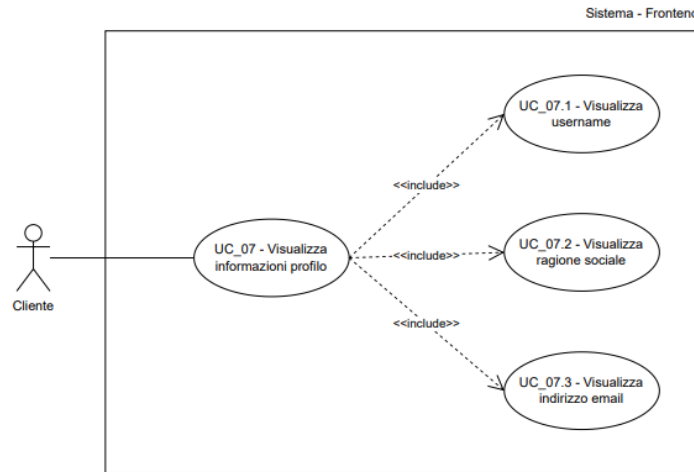 Sistema - Frontend
UC_07.1 - Visualizza
username
<<include>>
UC_07 - Visualizza
informazioni profilo
<<include>>
UC_07.2 - Visualizza
ragione sociale
Cliente
<<include>>
UC_07.3 - Visualizza
indirizzo email